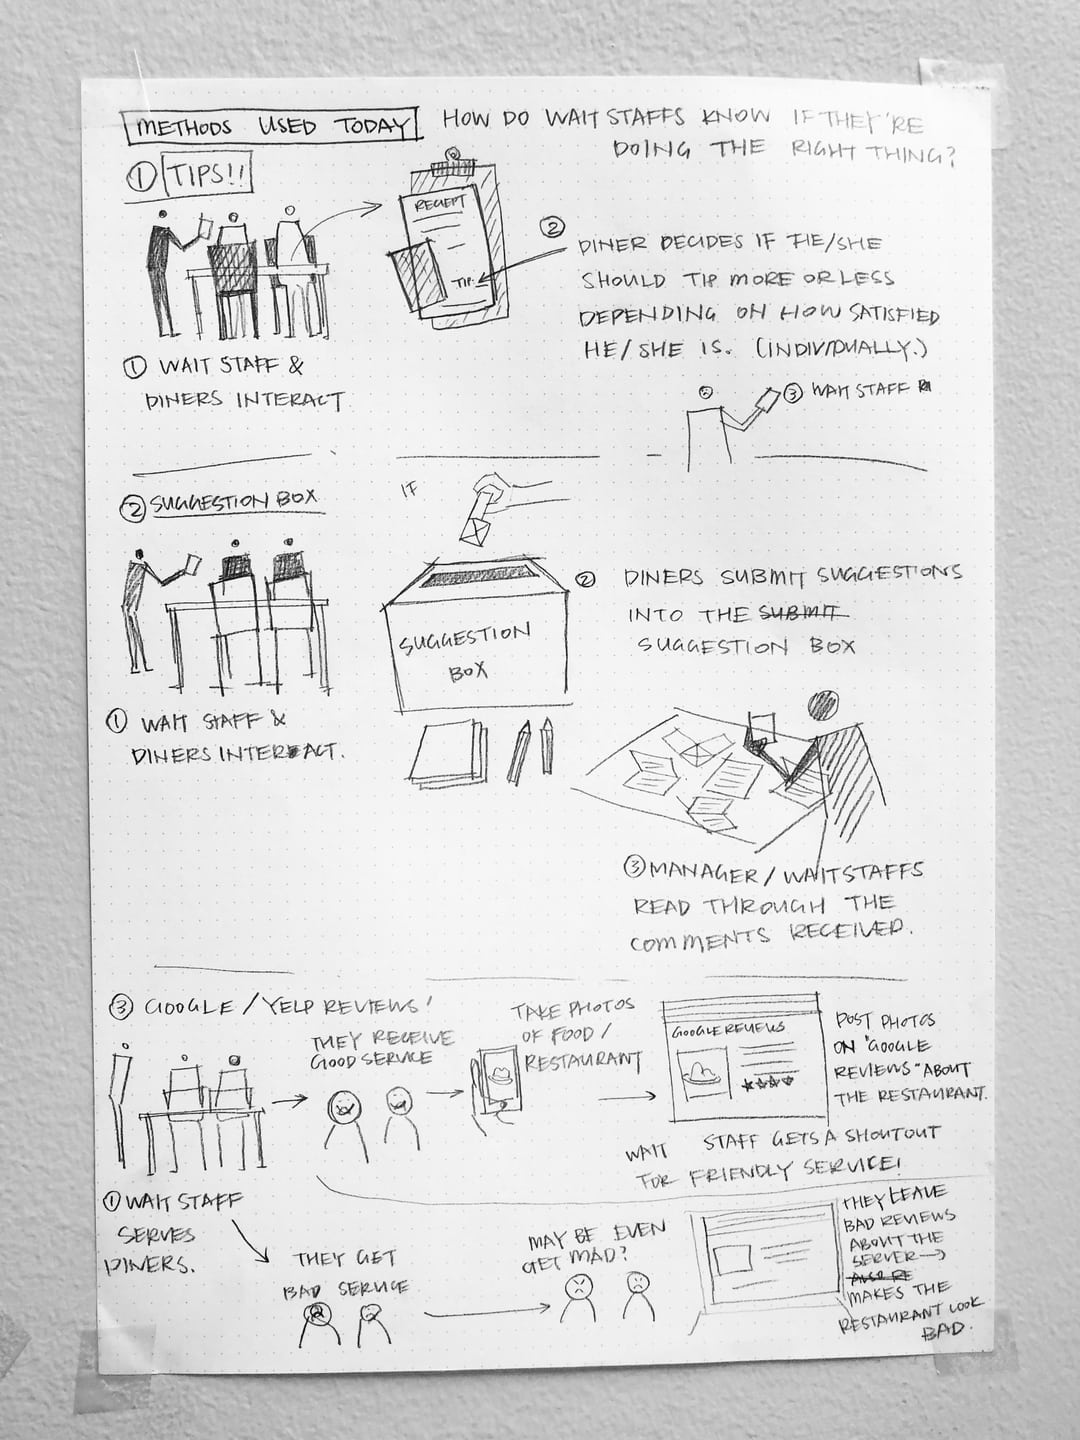 METHODS USED TODAY
HOW DO WAIT STAFFS KNOW IF THEY'RE
DOING THE RIGHT THING?
① TIPS!!
RECEIPT
TIP:
① WAIT STAFF &
DINERS INTERACT
②
DINER DECIDES IF HE/SHE
SHOULD TIP MORE OR LESS
DEPENDING ON HOW SATISFIED
HE/SHE IS. (INDIVIDUALLY.)
③ WAIT STAFF
② SUGGESTION BOX
IF
SUGGESTION
BOX
① WAIT STAFF &
DINERS INTERACT.
② DINERS SUBMIT SUGGESTIONS
INTO THE SUBMIT
SUGGESTION BOX
③ MANAGER/WAITSTAFFS
READ THROUGH THE
COMMENTS RECEIVED.
③ GOOGLE/YELP REVIEWS!
① WAIT STAFF
SERVES
DINERS.
THEY RECEIVE
GOOD SERVICE
TAKE PHOTOS
OF FOOD/
RESTAURANT
GOOGLE REVIEWS
POST PHOTOS
ON "GOOGLE
REVIEWS" ABOUT
THE RESTAURANT.
WAIT STAFF GETS A SHOUTOUT
FOR FRIENDLY SERVICE!
THEY GET
BAD SERVICE
MAY BE EVEN
GET MAD?
THEY LEAVE
BAD REVIEWS
ABOUT THE
SERVER →
ALSO RE
MAKES THE
RESTAURANT LOOK
BAD.